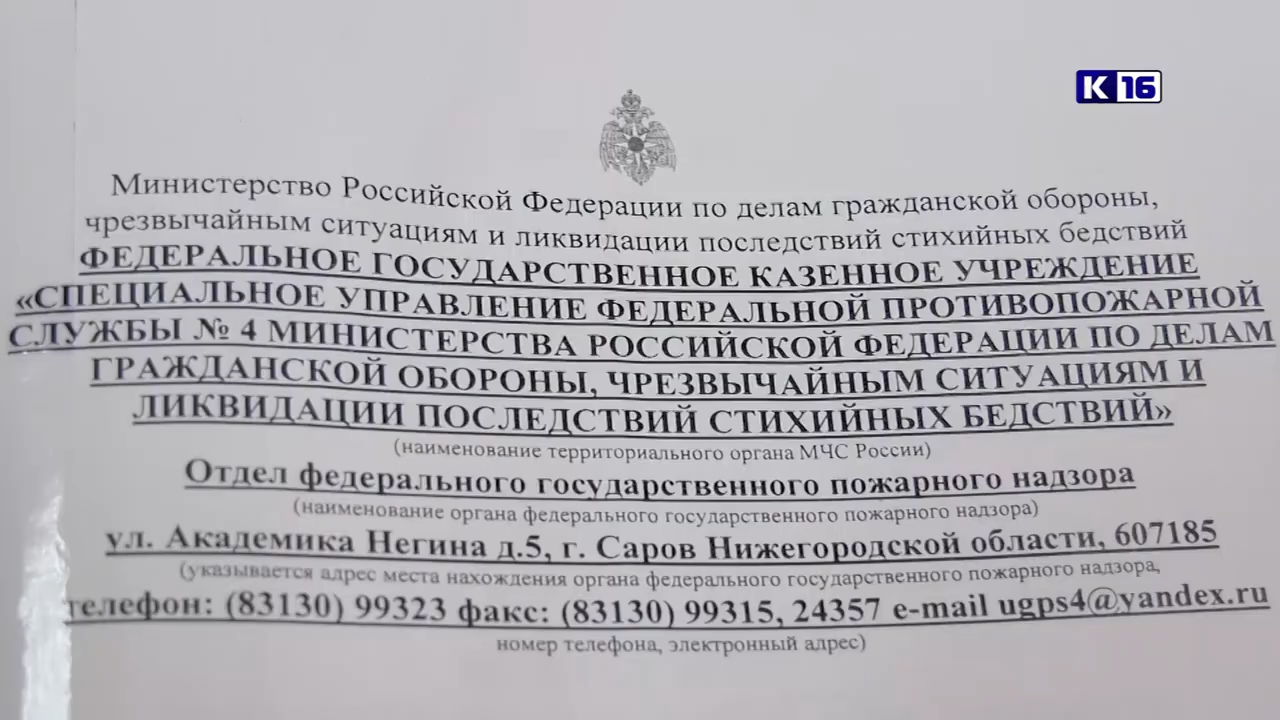 К 16
Министерство Российской Федерации по делам гражданской обороны,
чрезвычайным ситуациям и ликвидации последствий стихийных бедствий
ФЕДЕРАЛЬНОЕ ГОСУДАРСТВЕННОЕ КАЗЕННОЕ УЧРЕЖДЕНИЕ
«СПЕЦИАЛЬНОЕ УПРАВЛЕНИЕ ФЕДЕРАЛЬНОЙ ПРОТИВОПОЖАРНОЙ
СЛУЖБЫ № 4 МИНИСТЕРСТВА РОССИЙСКОЙ ФЕДЕРАЦИИ ПО ДЕЛАМ
ГРАЖДАНСКОЙ ОБОРОНЫ, ЧРЕЗВЫЧАЙНЫМ СИТУАЦИЯМ И
ЛИКВИДАЦИИ ПОСЛЕДСТВИЙ СТИХИЙНЫХ БЕДСТВИЙ»
(наименование территориального органа МЧС России)
Отдел федерального государственного пожарного надзора
(наименование органа федерального государственного пожарного надзора)
ул. Академика Негина д.5, г. Саров Нижегородской области, 607185
(указывается адрес места нахождения органа федерального государственного пожарного надзора,
телефон: (83130) 99323 факс: (83130) 99315, 24357 e-mail ugps4@yandex.ru
номер телефона, электронный адрес)